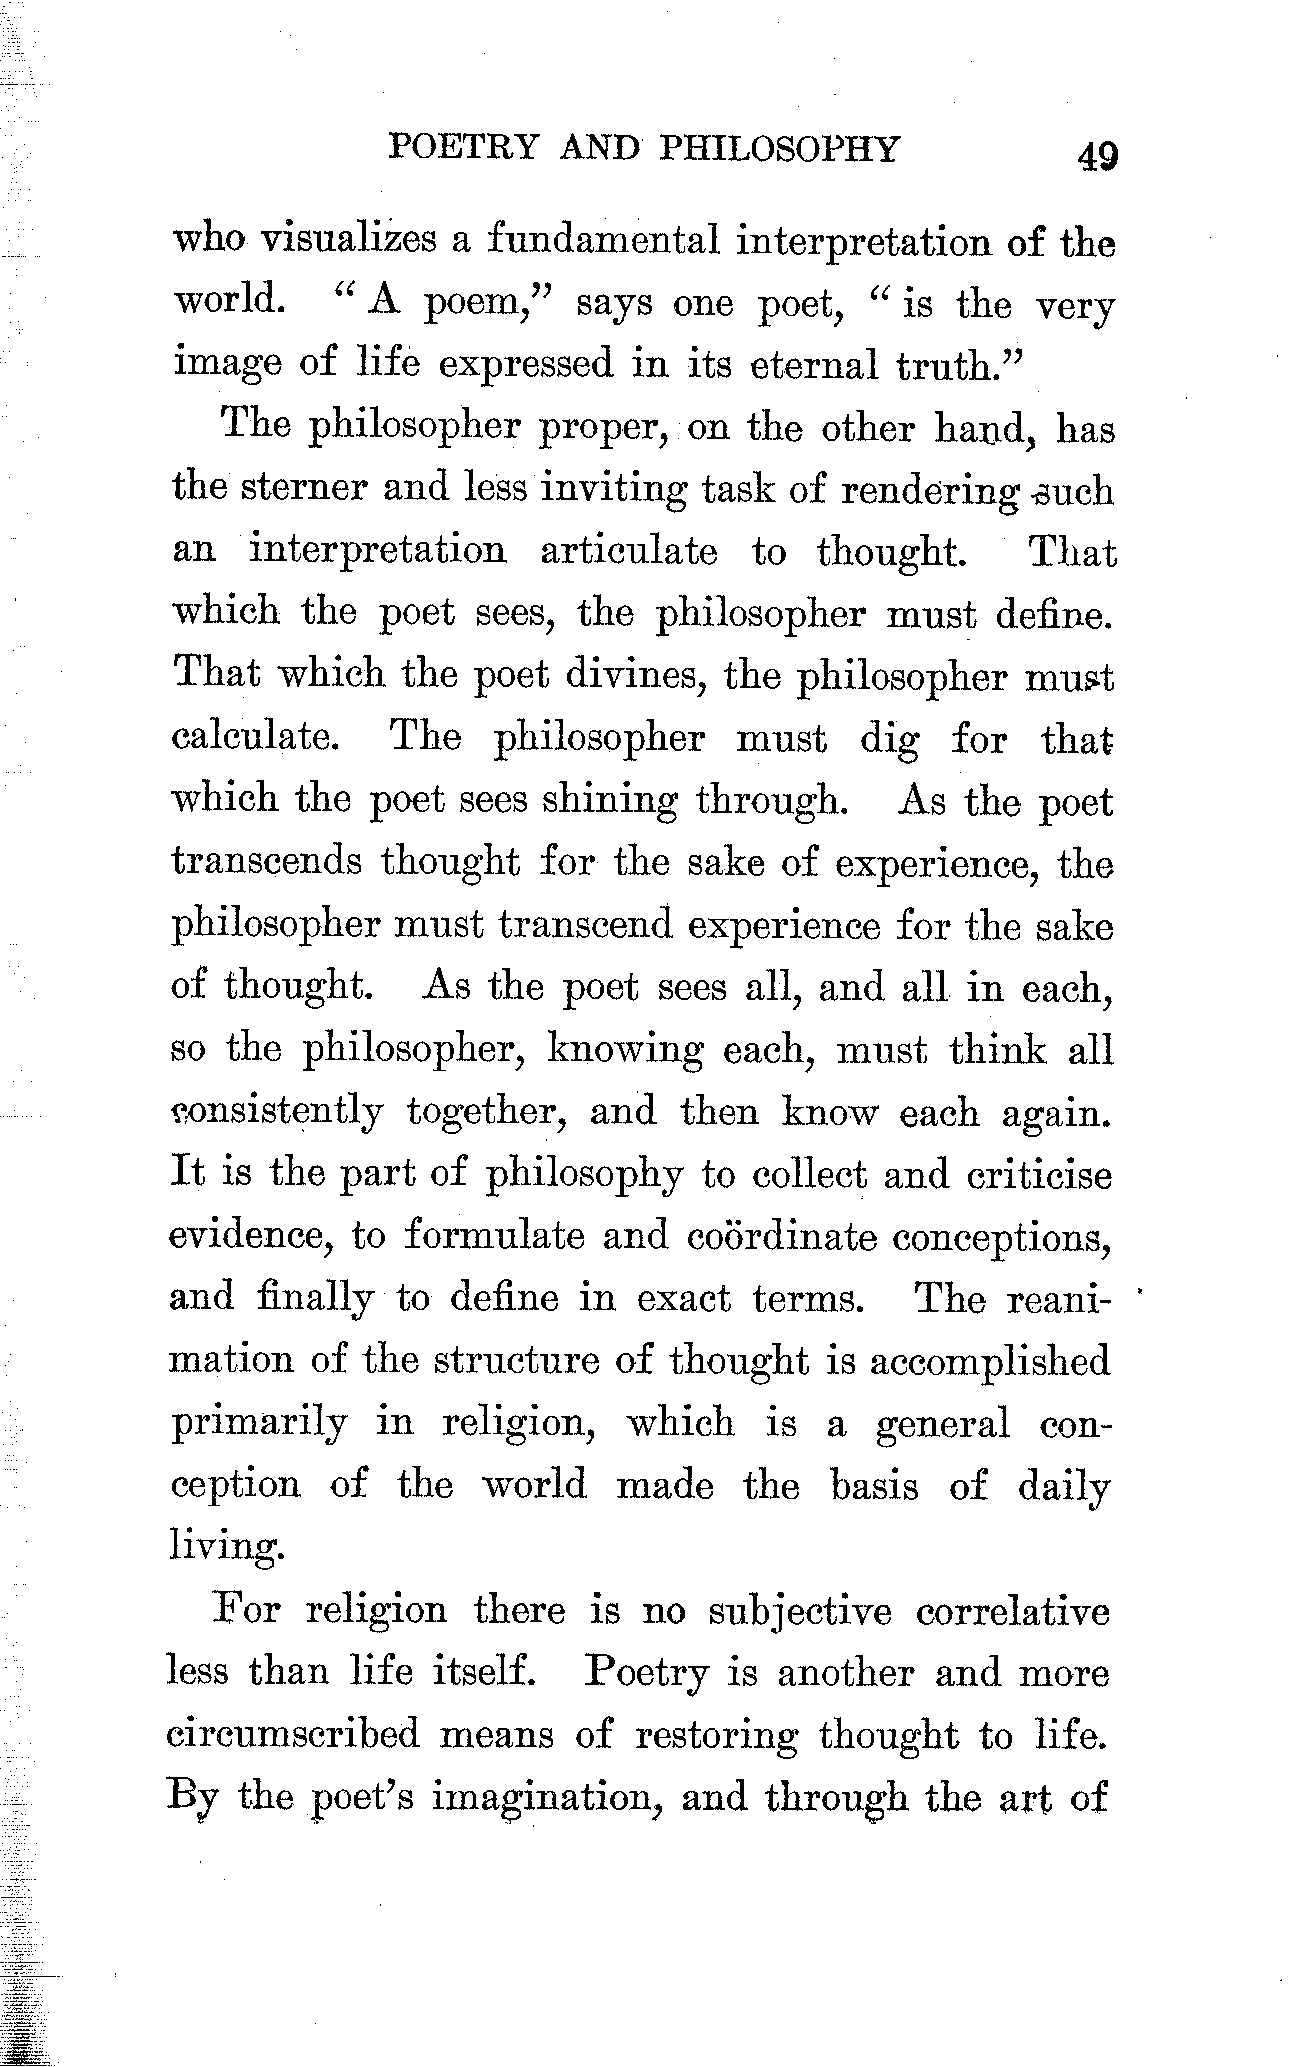 POETRY AND PHILOSOPHY 49
who visualizes a fundamental interpretation of the
world. “ A poem,” says one poet, “ is the very
image of life expressed in its eternal truth.”
The philosopher proper, on the other hand, has
the sterner and less inviting task of rendering such
an interpretation articulate to thought. That
which the poet sees, the philosopher must define.
That which the poet divines, the philosopher must
calculate. The philosopher must dig for that
which the poet sees shining through. As the poet
transcends thought for the sake of experience, the
philosopher must transcend experience for the sake
of thought. As the poet sees all, and all in each,
so the philosopher, knowing each, must think all
consistently together, and then know each again.
It is the part of philosophy to collect and criticise
evidence, to formulate and coördinate conceptions,
and finally to define in exact terms. The reani-
mation of the structure of thought is accomplished
primarily in religion, which is a general con-
ception of the world made the basis of daily
living.
For religion there is no subjective correlative
less than life itself. Poetry is another and more
circumscribed means of restoring thought to life.
By the poet’s imagination, and through the art of